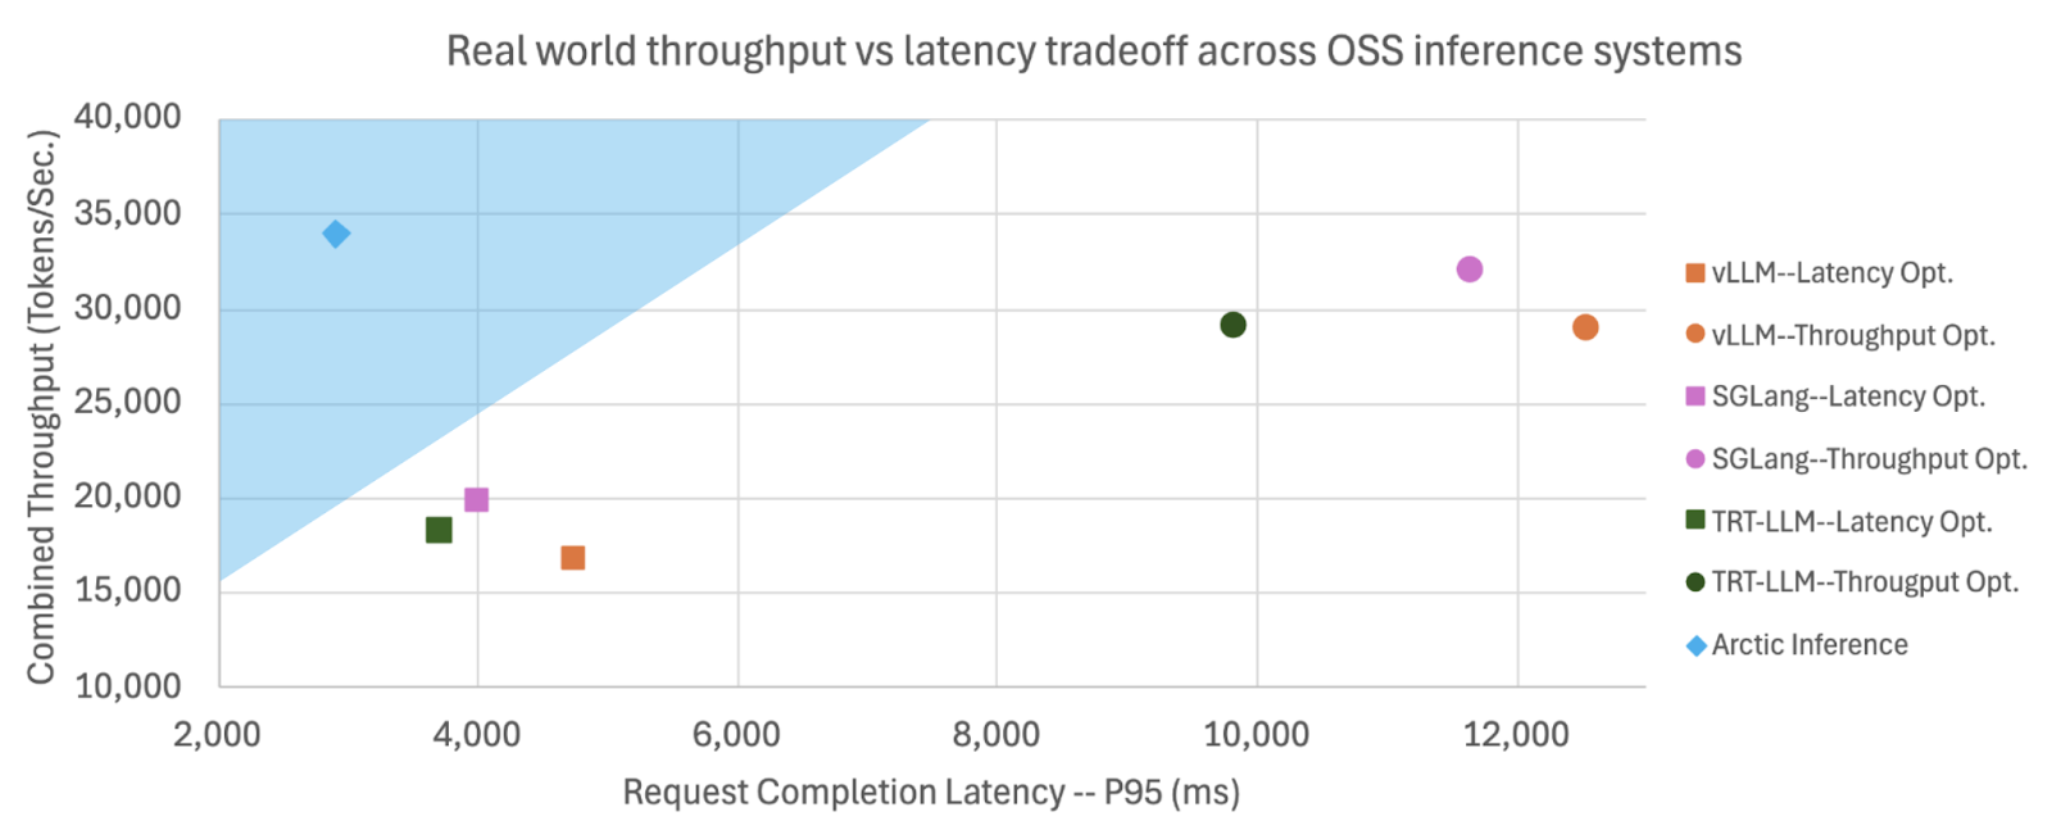 Real world throughput vs latency tradeoff across OSS inference systems
Combined Throughput (Tokens/Sec.)
40,000
35,000
30,000
25,000
20,000
15,000
10,000
2,000
4,000
6,000
8,000
10,000
12,000
Request Completion Latency -- P95 (ms)
vLLM--Latency Opt.
vLLM--Throughput Opt.
SGLang--Latency Opt.
SGLang--Throughput Opt.
TRT-LLM--Latency Opt.
TRT-LLM--Througput Opt.
Arctic Inference